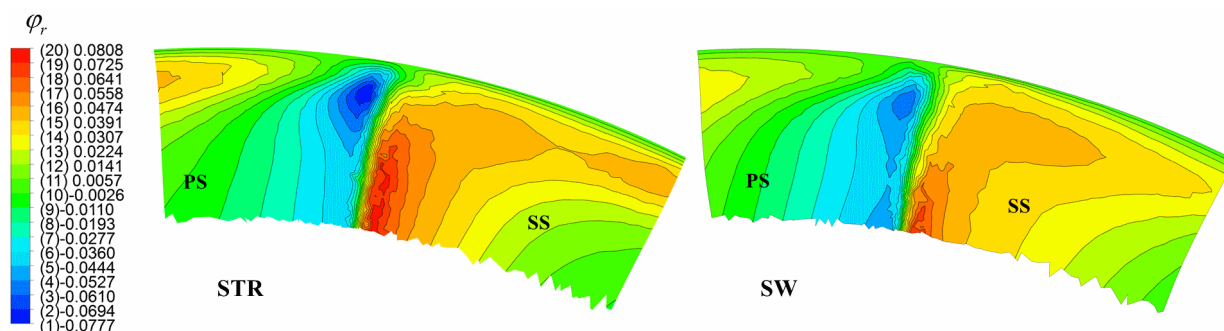 φr
(20) 0.0808
(19) 0.0725
(18) 0.0641
(17) 0.0558
(16) 0.0474
(15) 0.0391
(14) 0.0307
(13) 0.0224
(12) 0.0141
(11) 0.0057
(10)-0.0026
(9)-0.0110
(8)-0.0193
(7)-0.0277
(6)-0.0360
(5)-0.0444
(4)-0.0527
(3)-0.0610
(2)-0.0694
(1)-0.0777
PS
SS
STR
PS
SS
SW